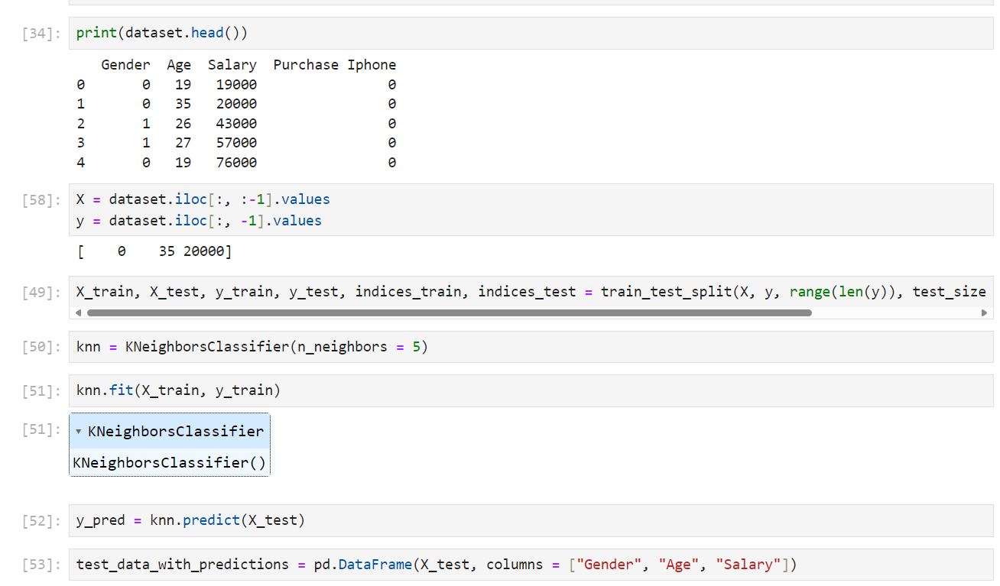 [34]: print(dataset.head())
Gender Age Salary Purchase Iphone
0 0 19 19000 0
1 0 35 20000 0
2 1 26 43000 0
3 1 27 57000 0
4 0 19 76000 0
[58]: X = dataset.iloc[:, :-1].values
y = dataset.iloc[:, -1].values
[ 0 35 20000]
[49]: X_train, X_test, y_train, y_test, indices_train, indices_test = train_test_split(X, y, range(len(y)), test_size
[50]: knn = KNeighborsClassifier(n_neighbors = 5)
[51]: knn.fit(X_train, y_train)
[51]: ▾ KNeighborsClassifier
KNeighborsClassifier()
[52]: y_pred = knn.predict(X_test)
[53]: test_data_with_predictions = pd.DataFrame(X_test, columns = ["Gender", "Age", "Salary"])